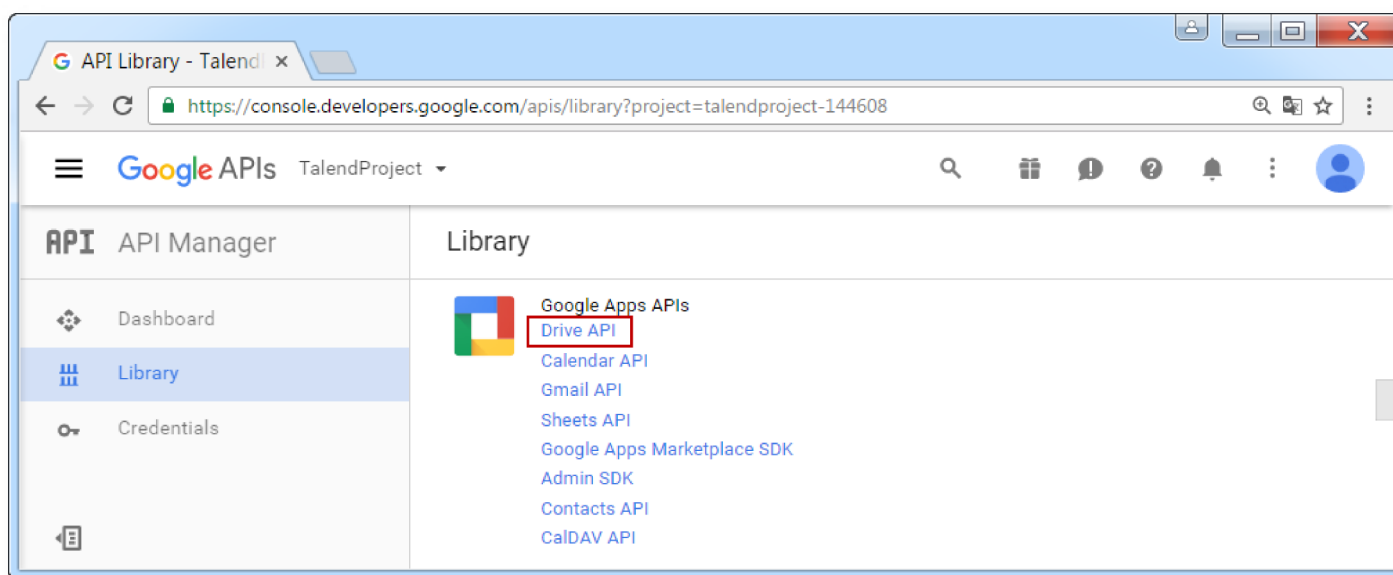 API Library - Talend
https://console.developers.google.com/apis/library?project=talendproject-144608
Google APIs TalendProject
API API Manager
Library
Dashboard
Library
Credentials
Google Apps APIs
Drive API
Calendar API
Gmail API
Sheets API
Google Apps Marketplace SDK
Admin SDK
Contacts API
CalDAV API